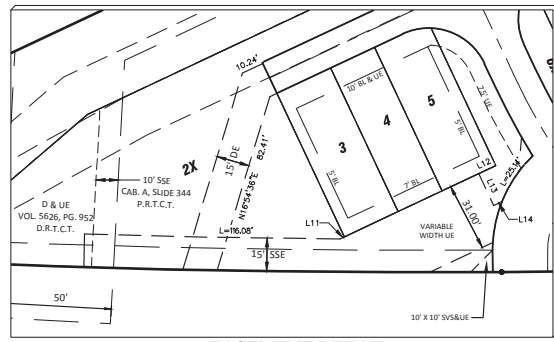 10.24'
10' BL & UE
7.5' UE
5
4
3
5' BL
5' BL
7' BL
2X
15' DE
N16°54'36"E 82.41'
10' SSE
CAB. A, SLIDE 344
P.R.T.C.T.
D & UE
VOL. 5626, PG. 952
D.R.T.C.T.
L12
L13
L=25.14'
L14
31.00'
L11
L=116.08'
15' SSE
VARIABLE
WIDTH UE
50'
10' X 10' SVS&UE